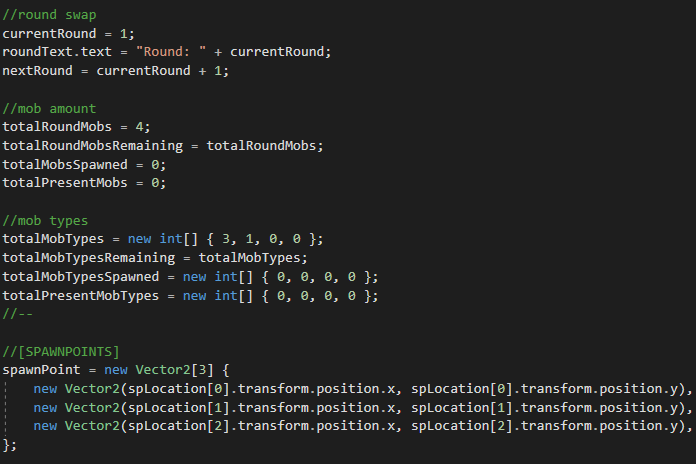 //round swap
currentRound = 1;
roundText.text = "Round: " + currentRound;
nextRound = currentRound + 1;

//mob amount
totalRoundMobs = 4;
totalRoundMobsRemaining = totalRoundMobs;
totalMobsSpawned = 0;
totalPresentMobs = 0;

//mob types
totalMobTypes = new int[] { 3, 1, 0, 0 };
totalMobTypesRemaining = totalMobTypes;
totalMobTypesSpawned = new int[] { 0, 0, 0, 0 };
totalPresentMobTypes = new int[] { 0, 0, 0, 0 };
//--

//[SPAWNPOINTS]
spawnPoint = new Vector2[3] {
    new Vector2(spLocation[0].transform.position.x, spLocation[0].transform.position.y),
    new Vector2(spLocation[1].transform.position.x, spLocation[1].transform.position.y),
    new Vector2(spLocation[2].transform.position.x, spLocation[2].transform.position.y),
};